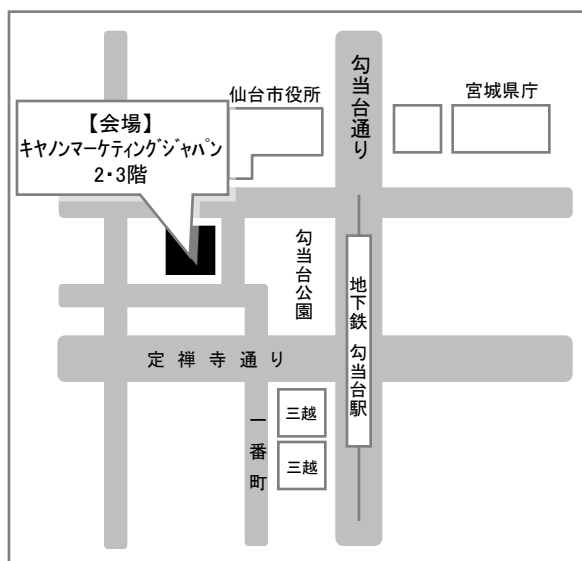 仙台市役所
勾当台通り
宮城県庁
【会場】
キヤノンマーケティングジャパン
2・3階
勾当台公園
地下鉄 勾当台駅
定禅寺通り
一番町
三越
三越